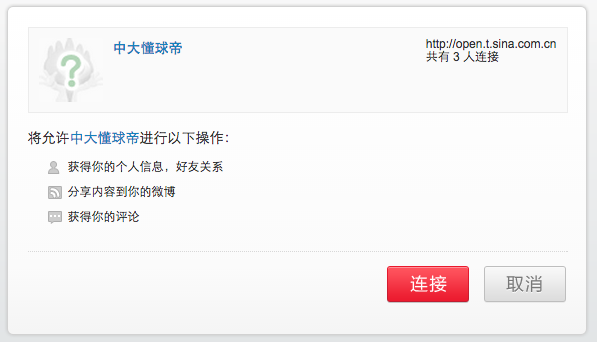 中大懂球帝
http://open.t.sina.com.cn
共有 3 人连接
将允许中大懂球帝进行以下操作：
获得你的个人信息，好友关系
分享内容到你的微博
获得你的评论
连接
取消